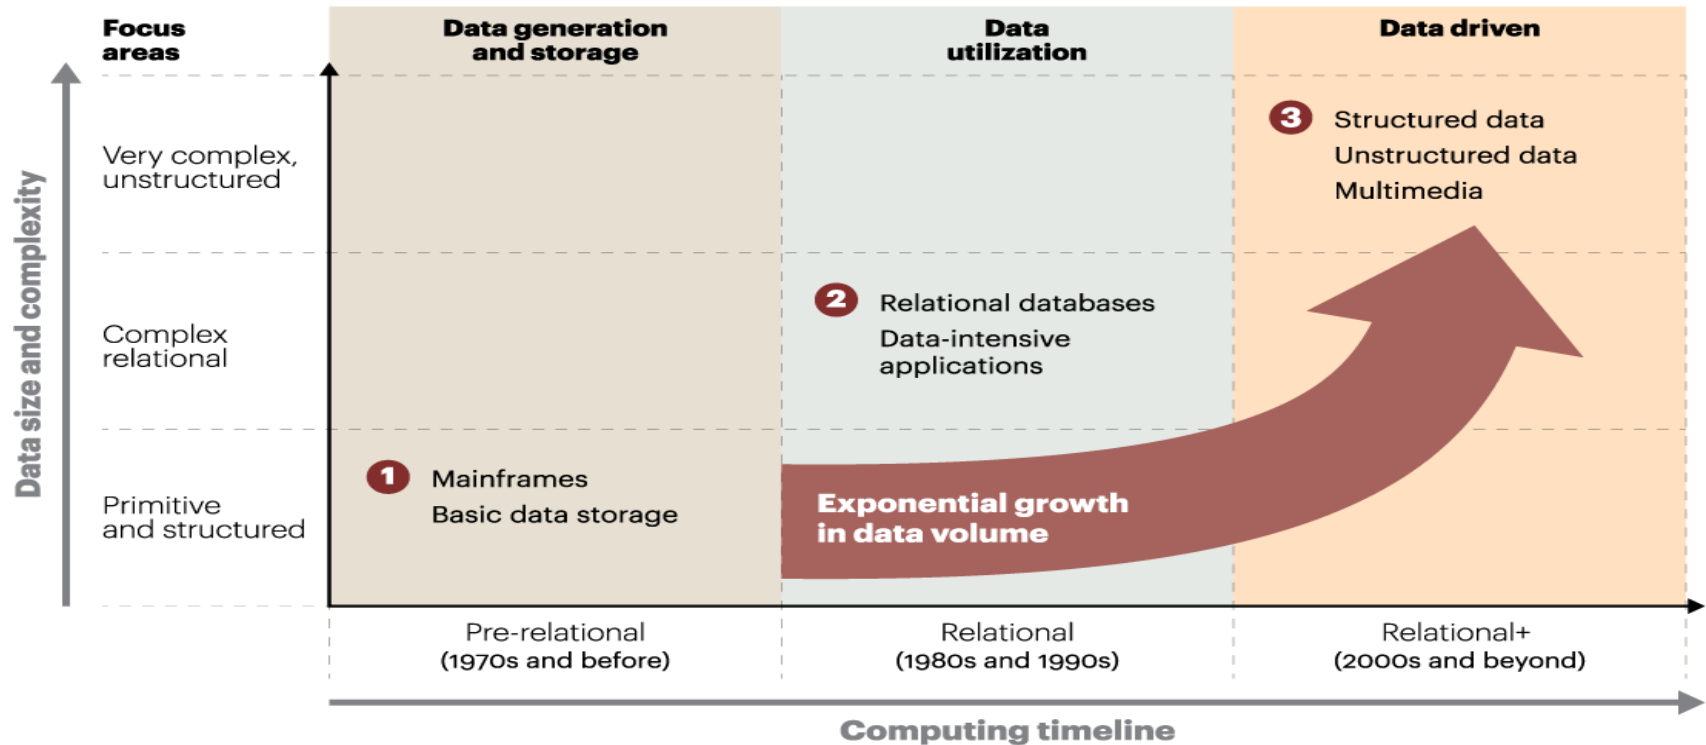 Focus
areas
Data generation
and storage
Data
utilization
Data driven
Data size and complexity
Very complex,
unstructured
3
Structured data
Unstructured data
Multimedia
Complex
relational
2
Relational databases
Data-intensive
applications
Primitive
and structured
1
Mainframes
Basic data storage
Exponential growth
in data volume
Pre-relational
(1970s and before)
Relational
(1980s and 1990s)
Relational+
(2000s and beyond)
Computing timeline